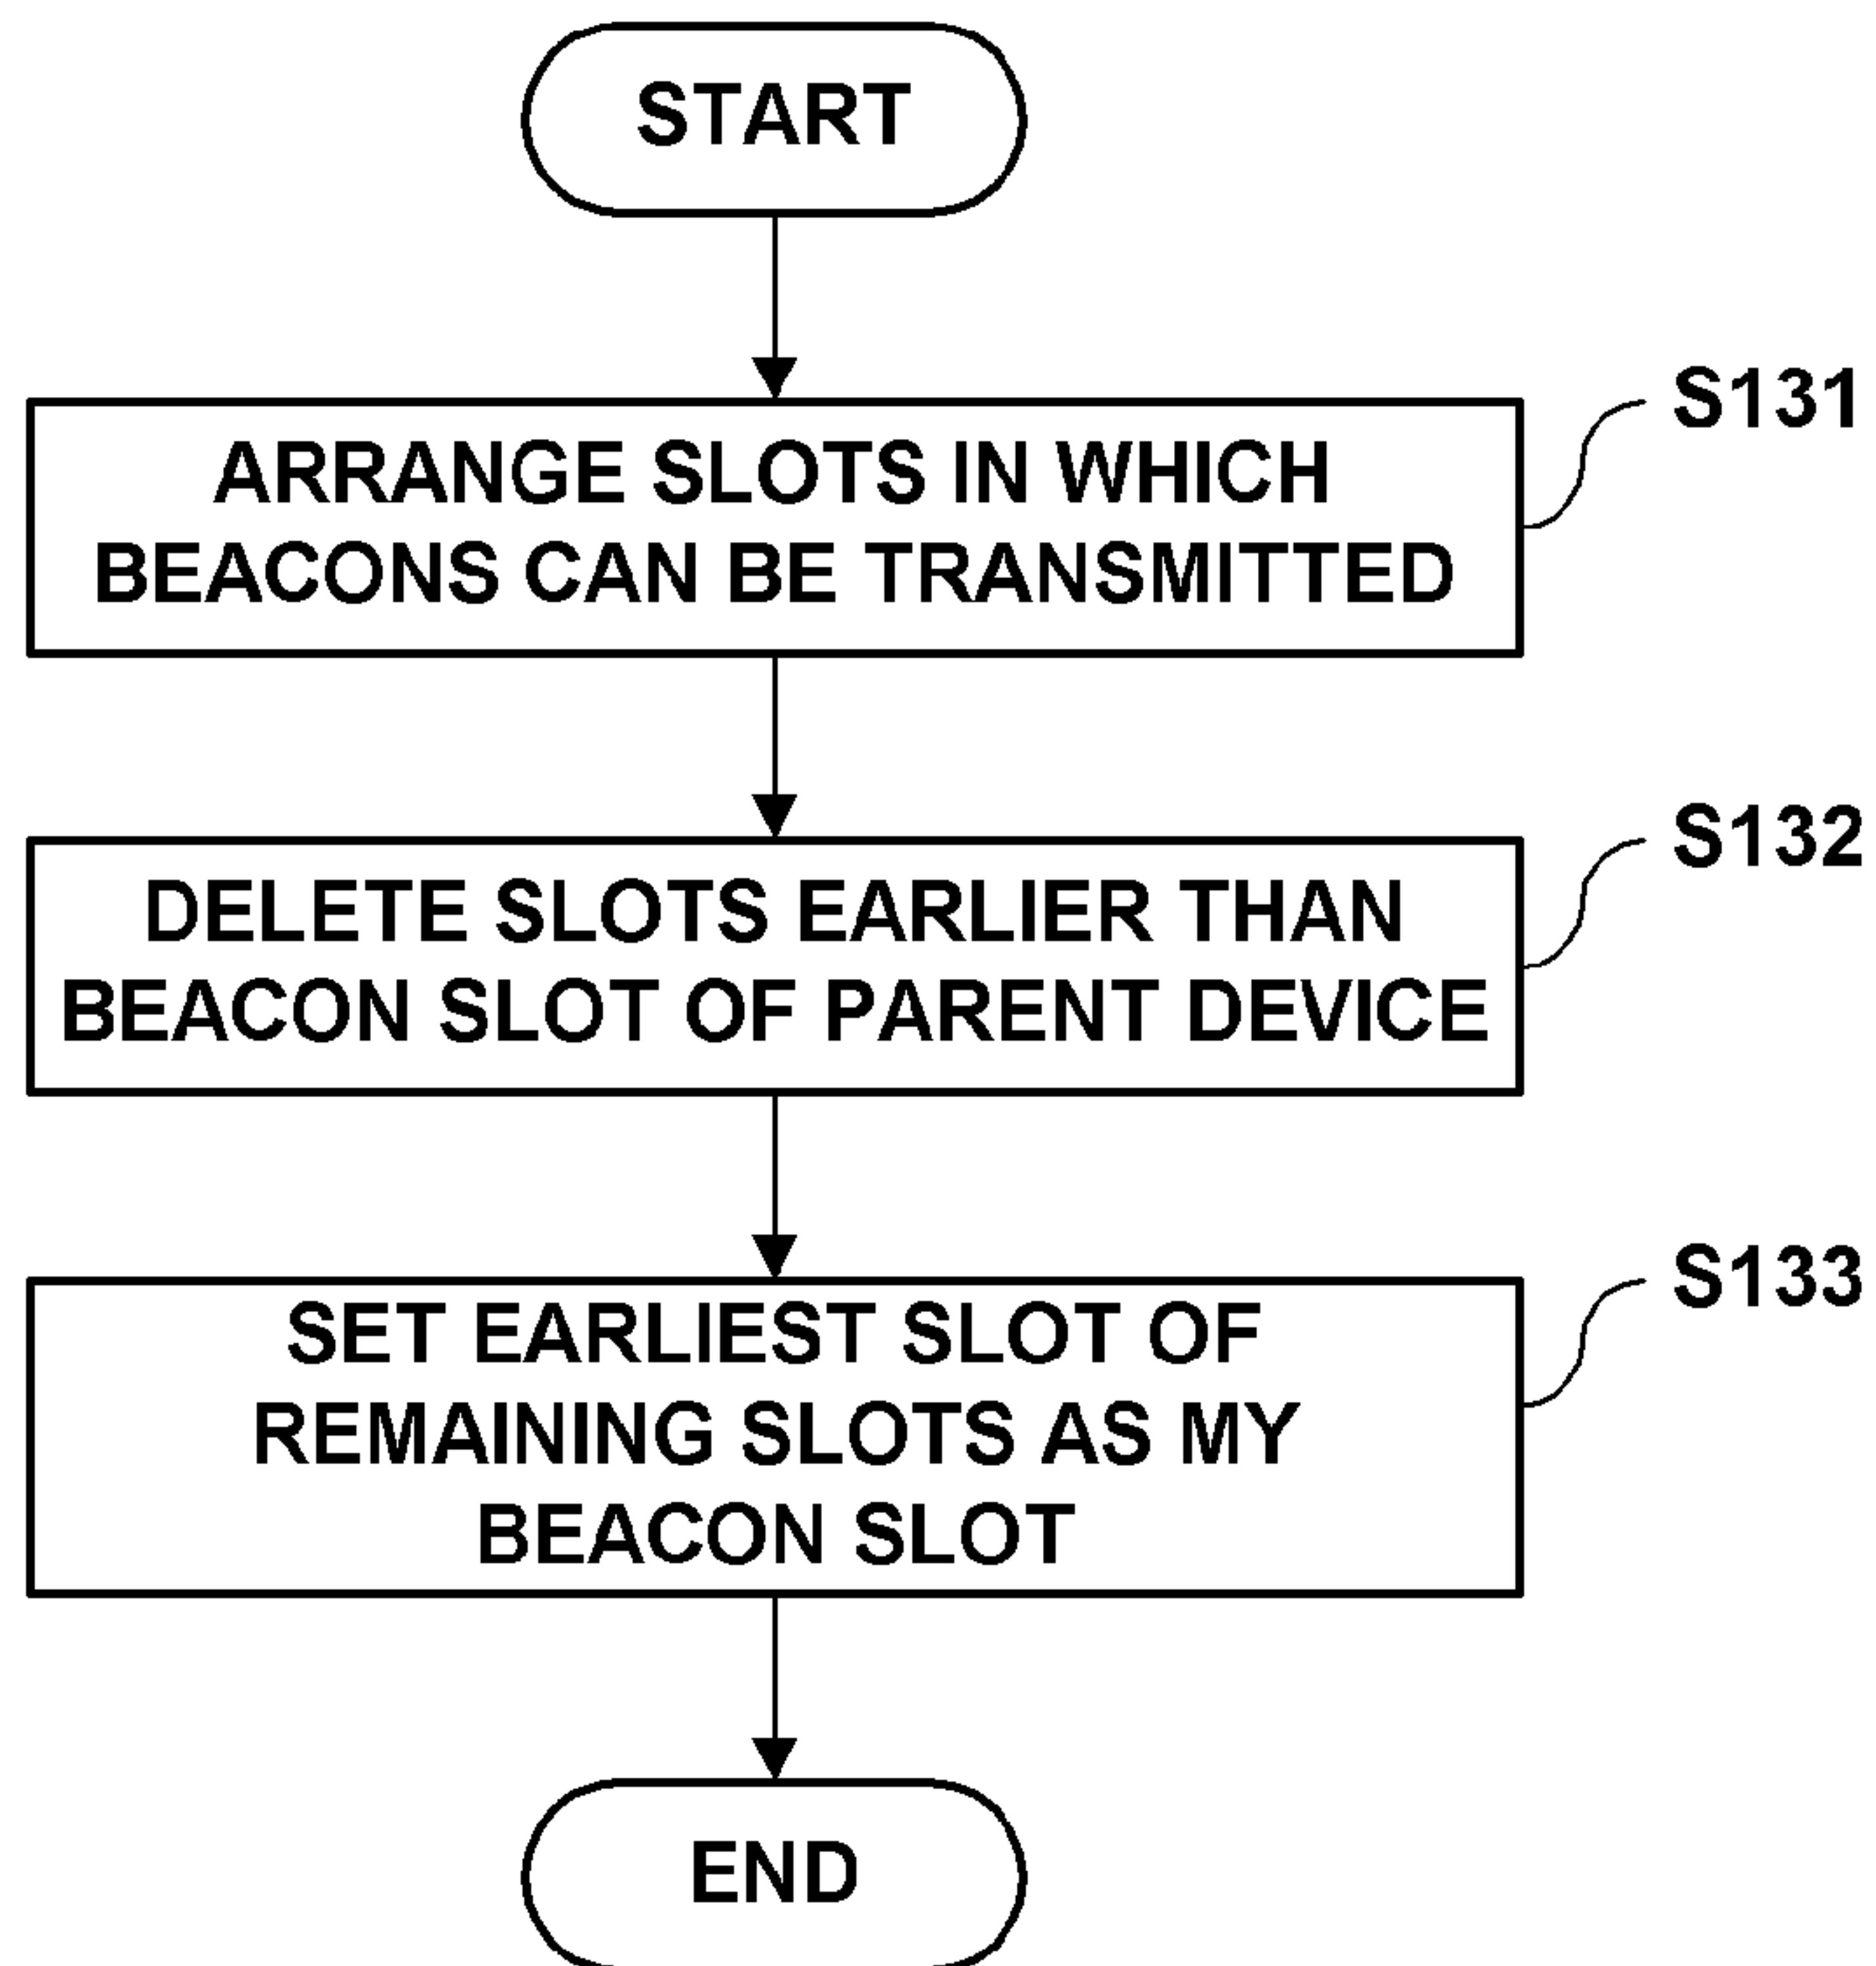 START
S131
ARRANGE SLOTS IN WHICH
BEACONS CAN BE TRANSMITTED
S132
DELETE SLOTS EARLIER THAN
BEACON SLOT OF PARENT DEVICE
S133
SET EARLIEST SLOT OF
REMAINING SLOTS AS MY
BEACON SLOT
END